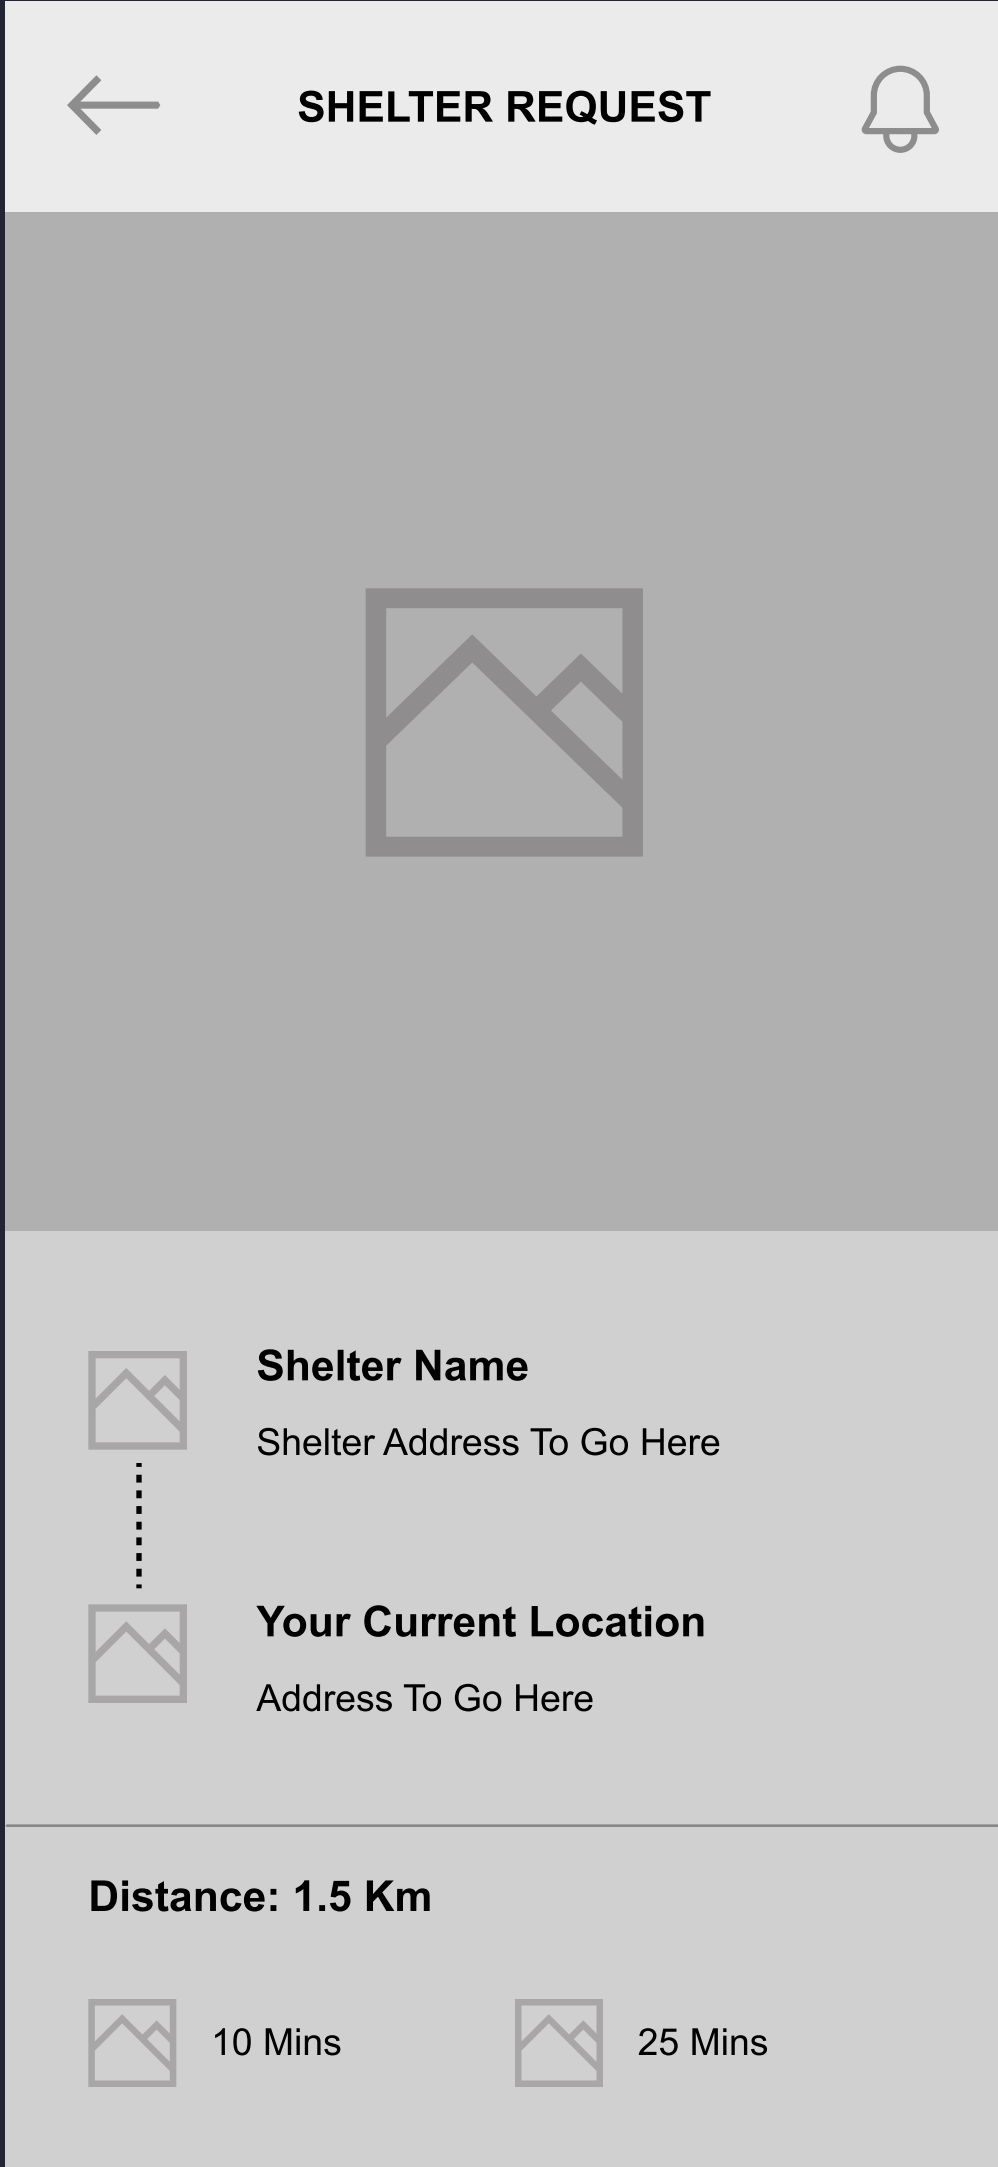 SHELTER REQUEST
Shelter Name
Shelter Address To Go Here
Your Current Location
Address To Go Here
Distance: 1.5 Km
10 Mins
25 Mins